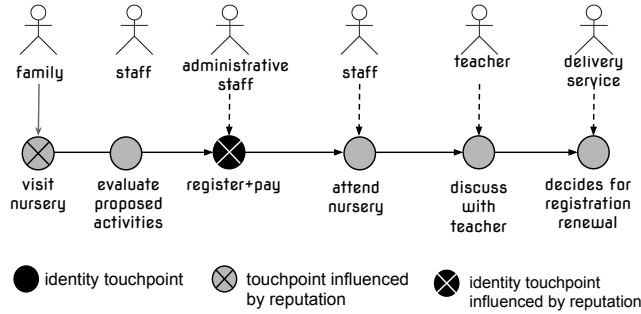 family
staff
administrative
staff
staff
teacher
delivery
service
visit
nursery
evaluate
proposed
activities
register+pay
attend
nursery
discuss
with
teacher
decides for
registration
renewal
identity touchpoint
touchpoint influenced
by reputation
identity touchpoint
influenced by reputation